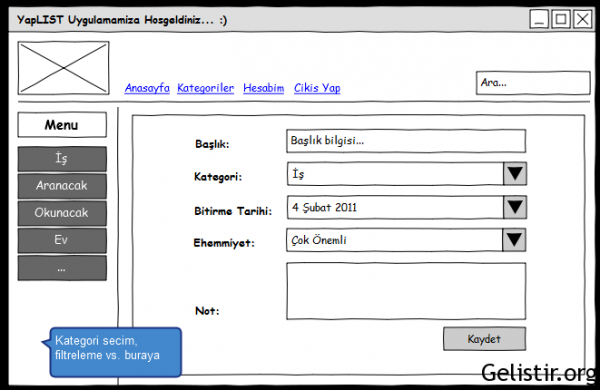 YapLIST Uygulamamiza Hosgeldiniz... :)
Anasayfa Kategoriler Hesabim Cikis Yap
Ara...
Menu
İş
Aranacak
Okunacak
Ev
...
Başlık: Başlık bilgisi...
Kategori: İş
Bitirme Tarihi: 4 Şubat 2011
Ehemmiyet: Çok Önemli
Not:
Kaydet
Kategori secim,
filtreleme vs. buraya
Gelistir.org